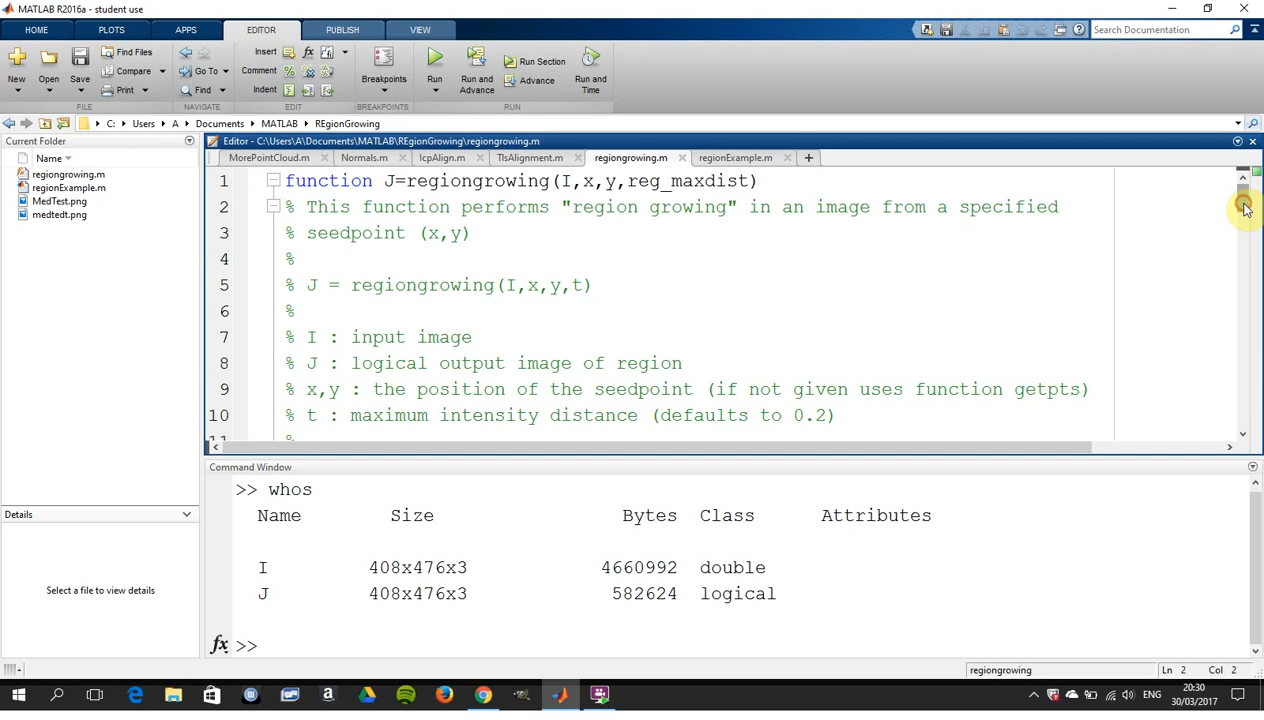 MATLAB R2016a - student use
HOME PLOTS APPS EDITOR PUBLISH VIEW
Search Documentation
New Open Save Find Files Compare Print
Go To Find
Insert Comment Indent
Breakpoints Run Run and Advance Run Section Advance Run and Time
FILE NAVIGATE EDIT BREAKPOINTS RUN
C: Users A Documents MATLAB REgionGrowing
Current Folder
Name
regiongrowing.m
regionExample.m
MedTest.png
medtedt.png
Details
Select a file to view details
Editor - C:\Users\A\Documents\MATLAB\REgionGrowing\regiongrowing.m
MorePointCloud.m Normals.m IcpAlign.m TlsAlignment.m regiongrowing.m regionExample.m
1 function J=regiongrowing(I,x,y,reg_maxdist)
2 % This function performs "region growing" in an image from a specified
3 % seedpoint (x,y)
4 %
5 % J = regiongrowing(I,x,y,t)
6 %
7 % I : input image
8 % J : logical output image of region
9 % x,y : the position of the seedpoint (if not given uses function getpts)
10 % t : maximum intensity distance (defaults to 0.2)
11 %
Command Window
>> whos
Name Size Bytes Class Attributes
I 408x476x3 4660992 double
J 408x476x3 582624 logical
fx >>
regiongrowing Ln 2 Col 2
ENG 20:30
30/03/2017